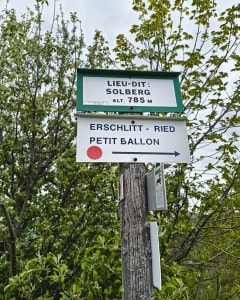 LIEU-DIT:
SOLBERG
ALT. 785 M
ERSCHLITT - RIED
PETIT BALLON